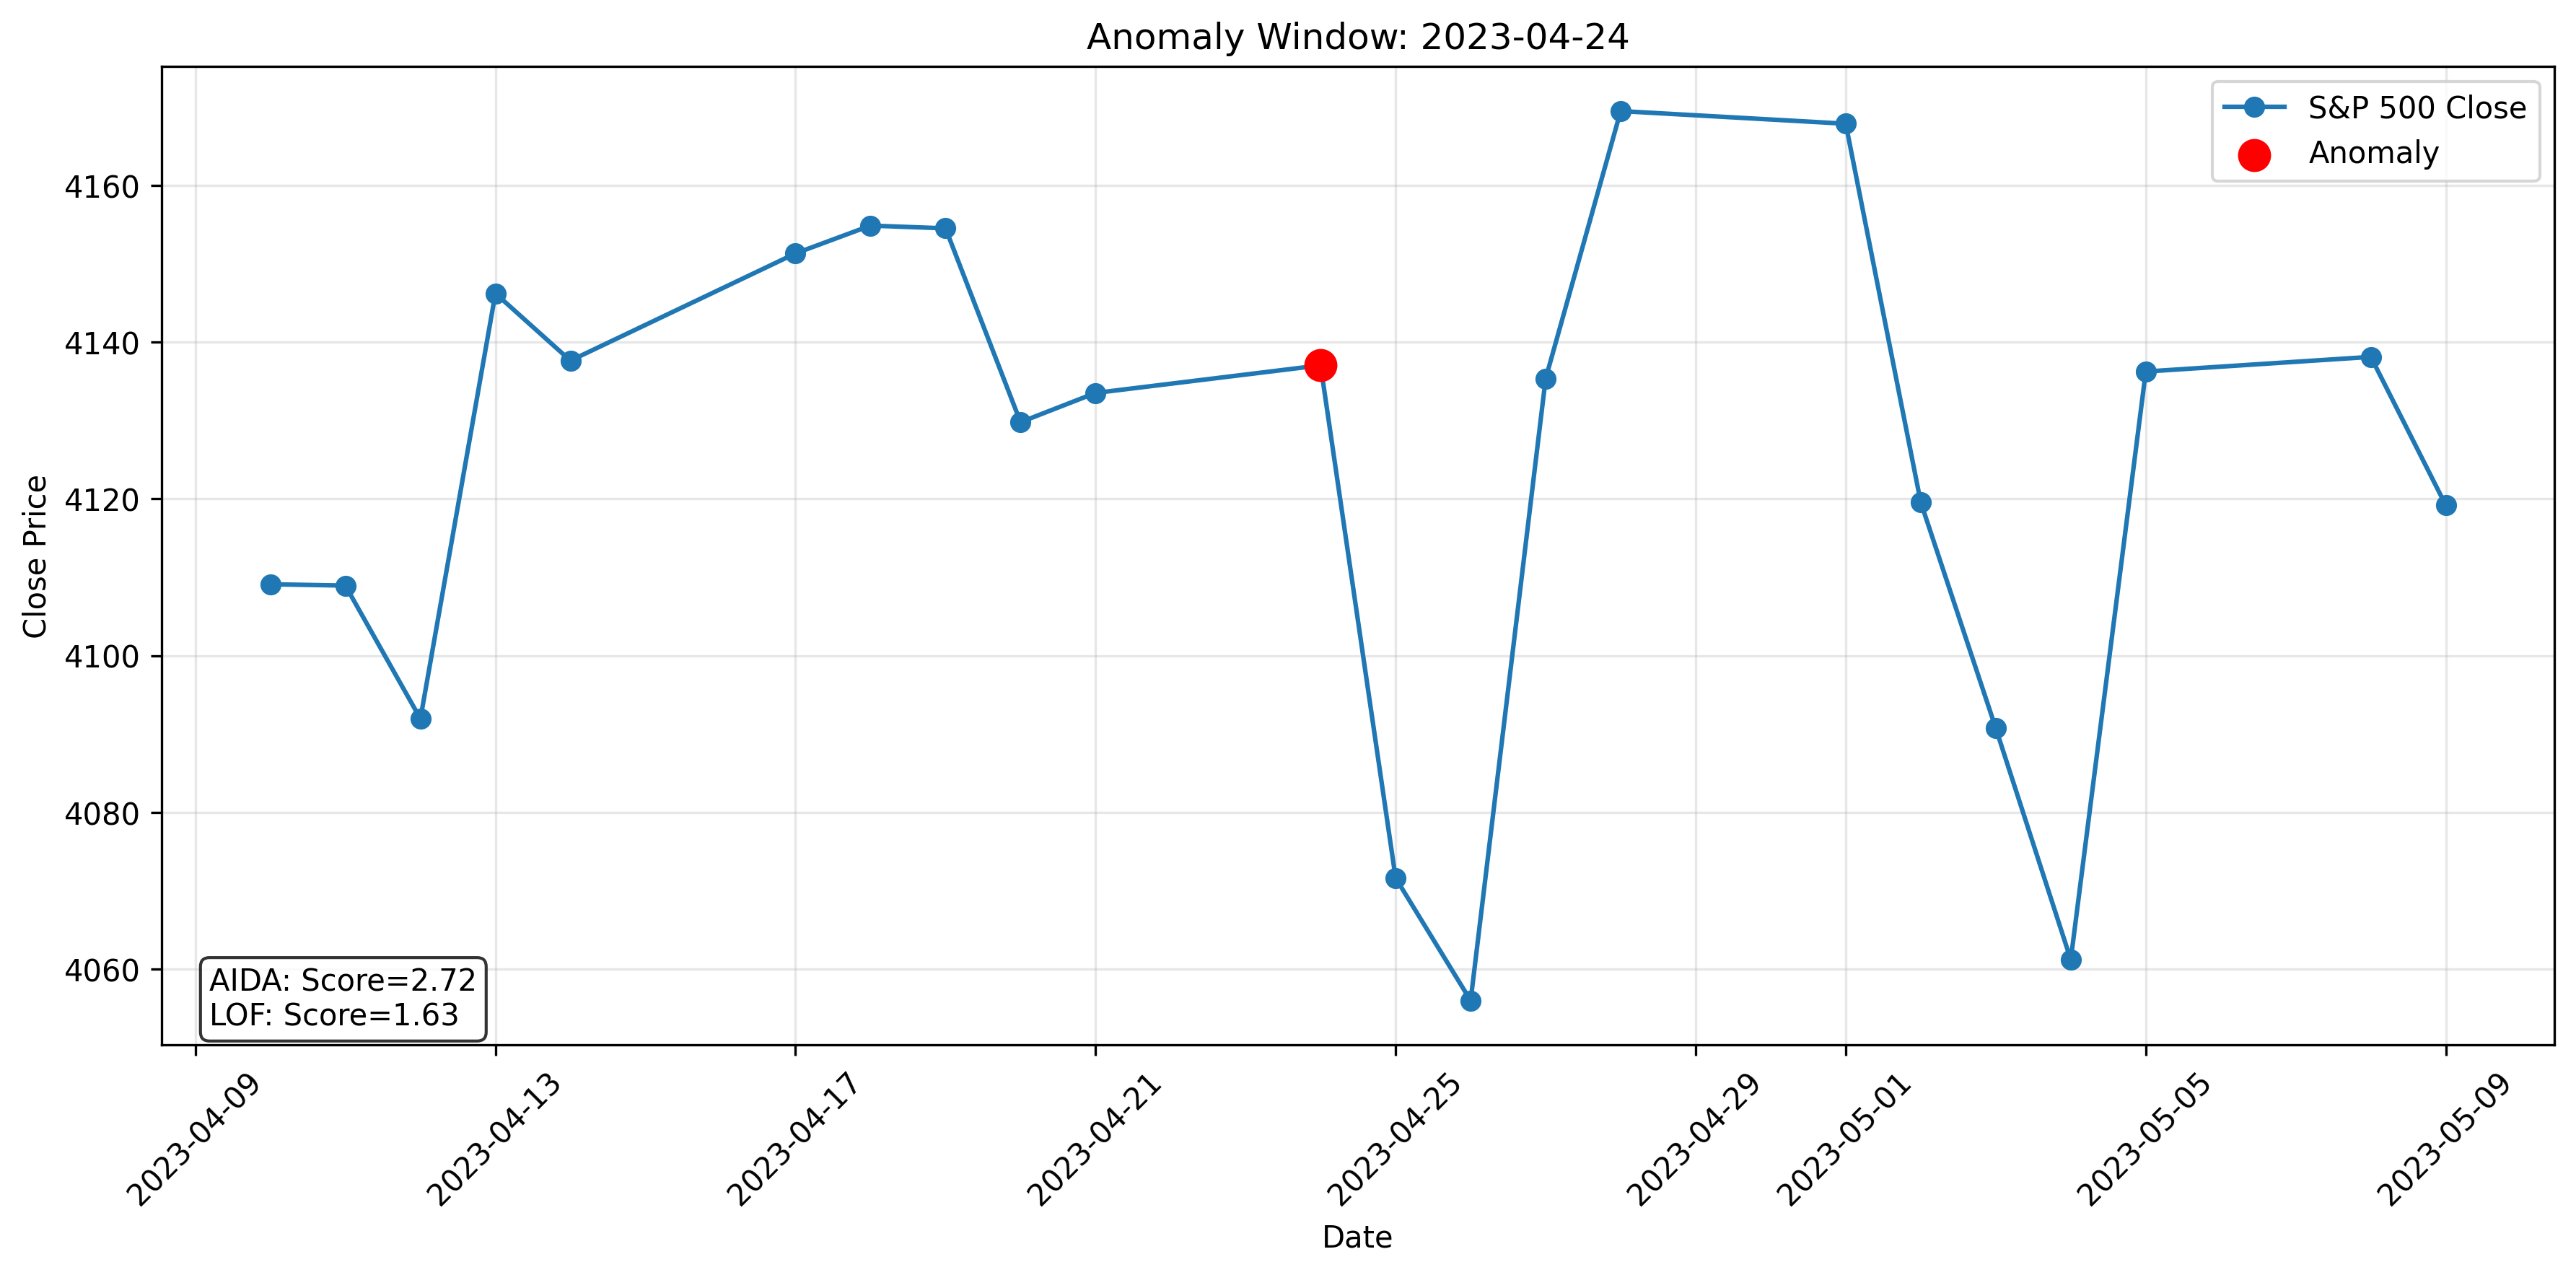 Anomaly Window: 2023-04-24
S&P 500 Close
Anomaly
Close Price
4160
4140
4120
4100
4080
4060
AIDA: Score=2.72
LOF: Score=1.63
2023-04-09
2023-04-13
2023-04-17
2023-04-21
2023-04-25
2023-04-29
2023-05-01
2023-05-05
2023-05-09
Date